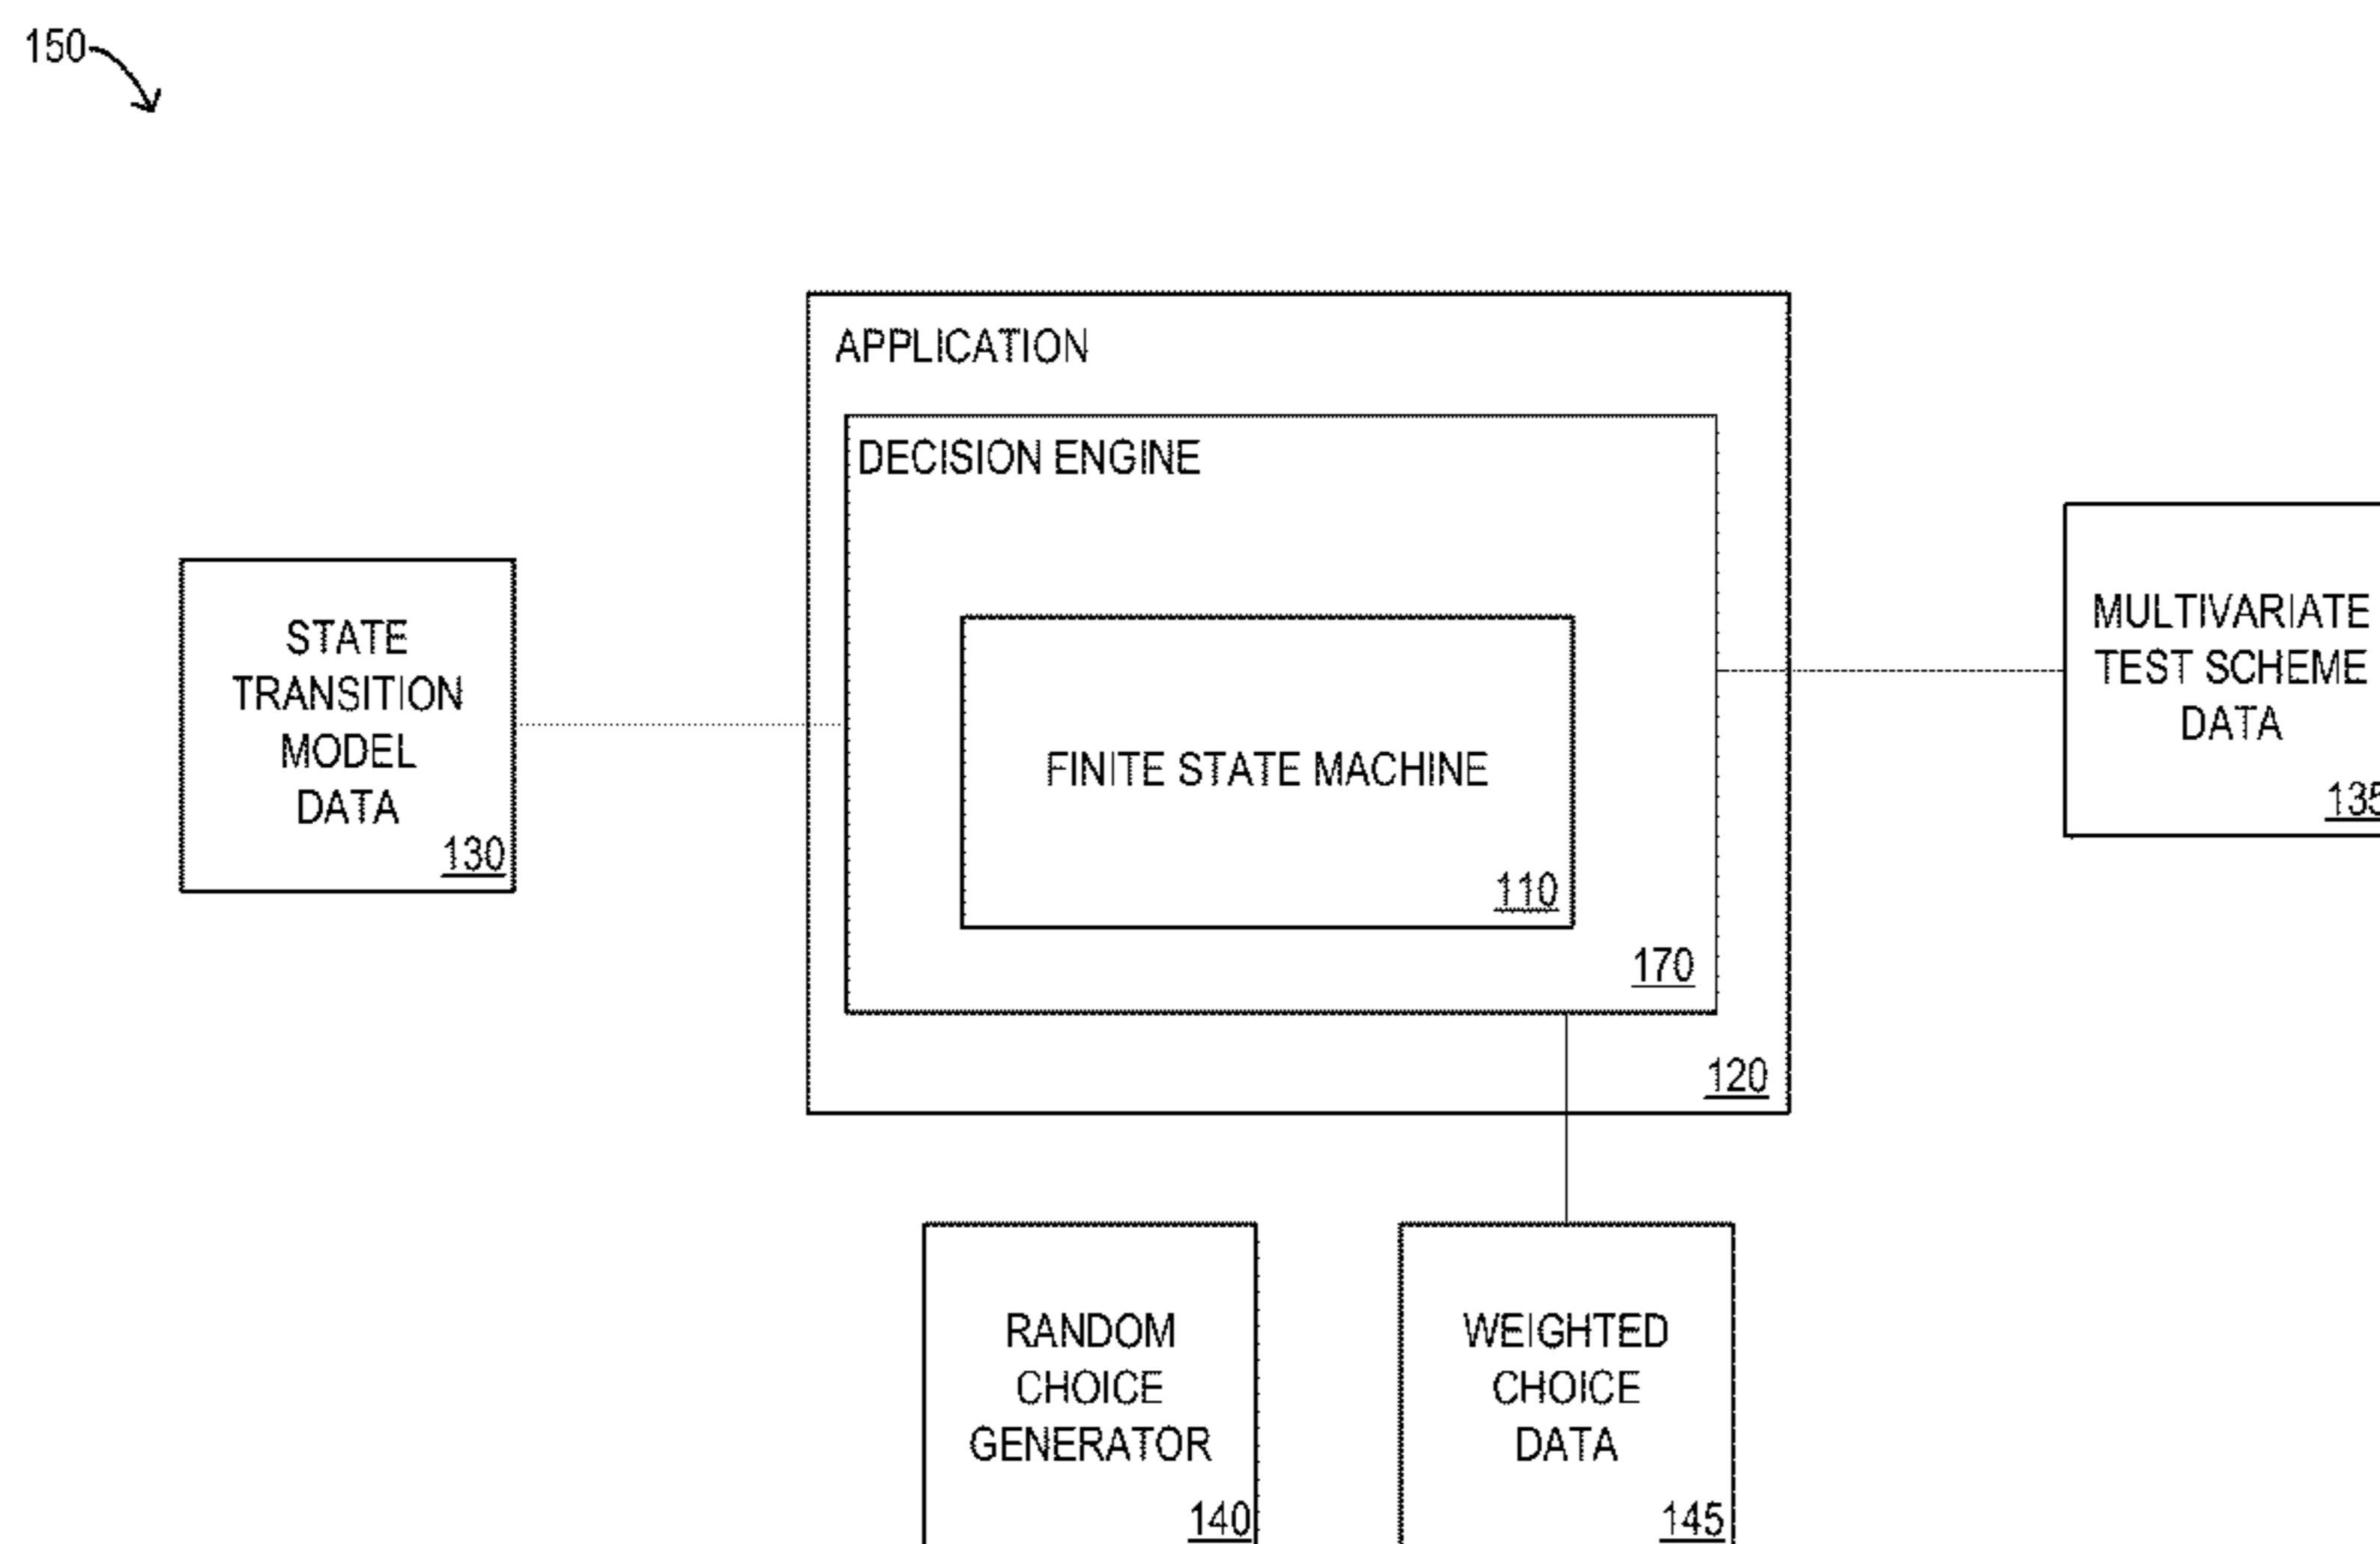 150
APPLICATION
DECISION ENGINE
STATE
TRANSITION
MODEL
DATA
130
FINITE STATE MACHINE
110
170
120
MULTIVARIATE
TEST SCHEME
DATA
135
RANDOM
CHOICE
GENERATOR
140
WEIGHTED
CHOICE
DATA
145